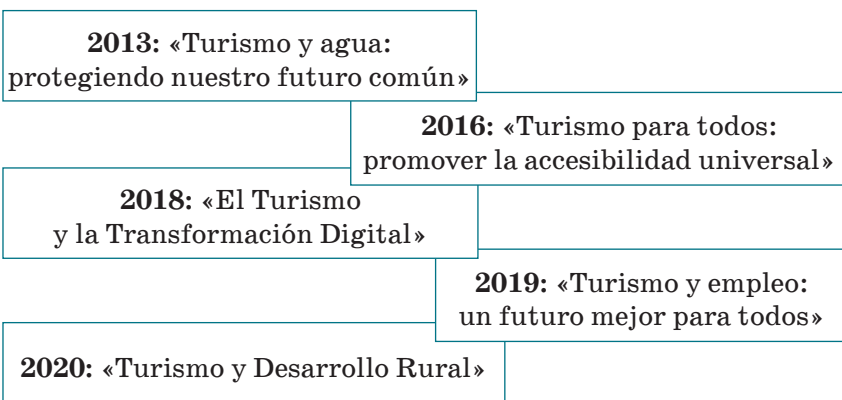 2013: «Turismo y agua:
protegiendo nuestro futuro común»
2016: «Turismo para todos:
promover la accesibilidad universal»
2018: «El Turismo
y la Transformación Digital»
2019: «Turismo y empleo:
un futuro mejor para todos»
2020: «Turismo y Desarrollo Rural»